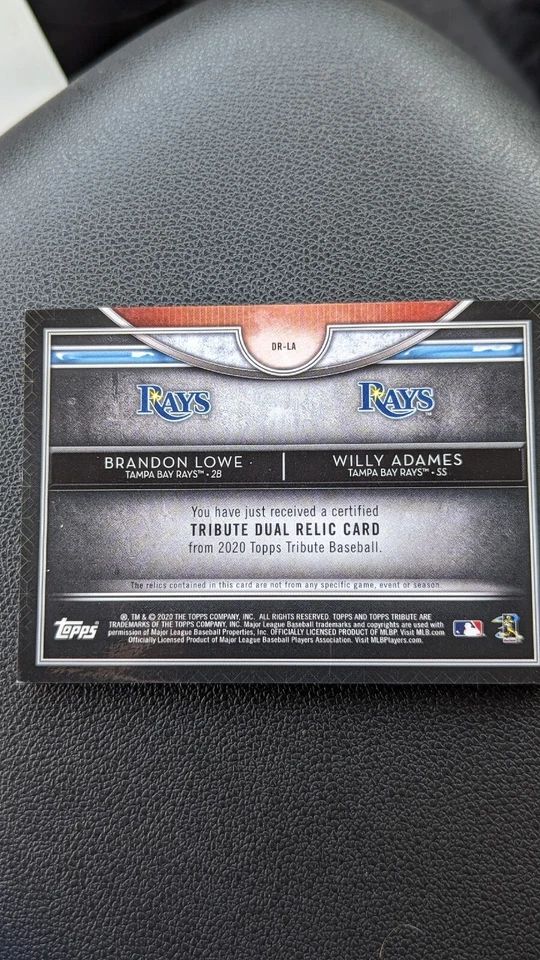 DR-LA
RAYS™ RAYS™
BRANDON LOWE WILLY ADAMES
TAMPA BAY RAYS™ - 2B TAMPA BAY RAYS™ - SS
You have just received a certified
TRIBUTE DUAL RELIC CARD
from 2020 Topps Tribute Baseball.
The relics contained in this card are not from any specific game, event or season.
®, TM & © 2020 THE TOPPS COMPANY, INC. ALL RIGHTS RESERVED. TOPPS AND TOPPS TRIBUTE ARE
TRADEMARKS OF THE TOPPS COMPANY, INC. Major League Baseball trademarks and copyrights are used with
permission of Major League Baseball Properties, Inc. OFFICIALLY LICENSED PRODUCT OF MLBP. Visit MLB.com
Officially Licensed Product of Major League Baseball Players Association. Visit MLBPlayers.com.
topps®